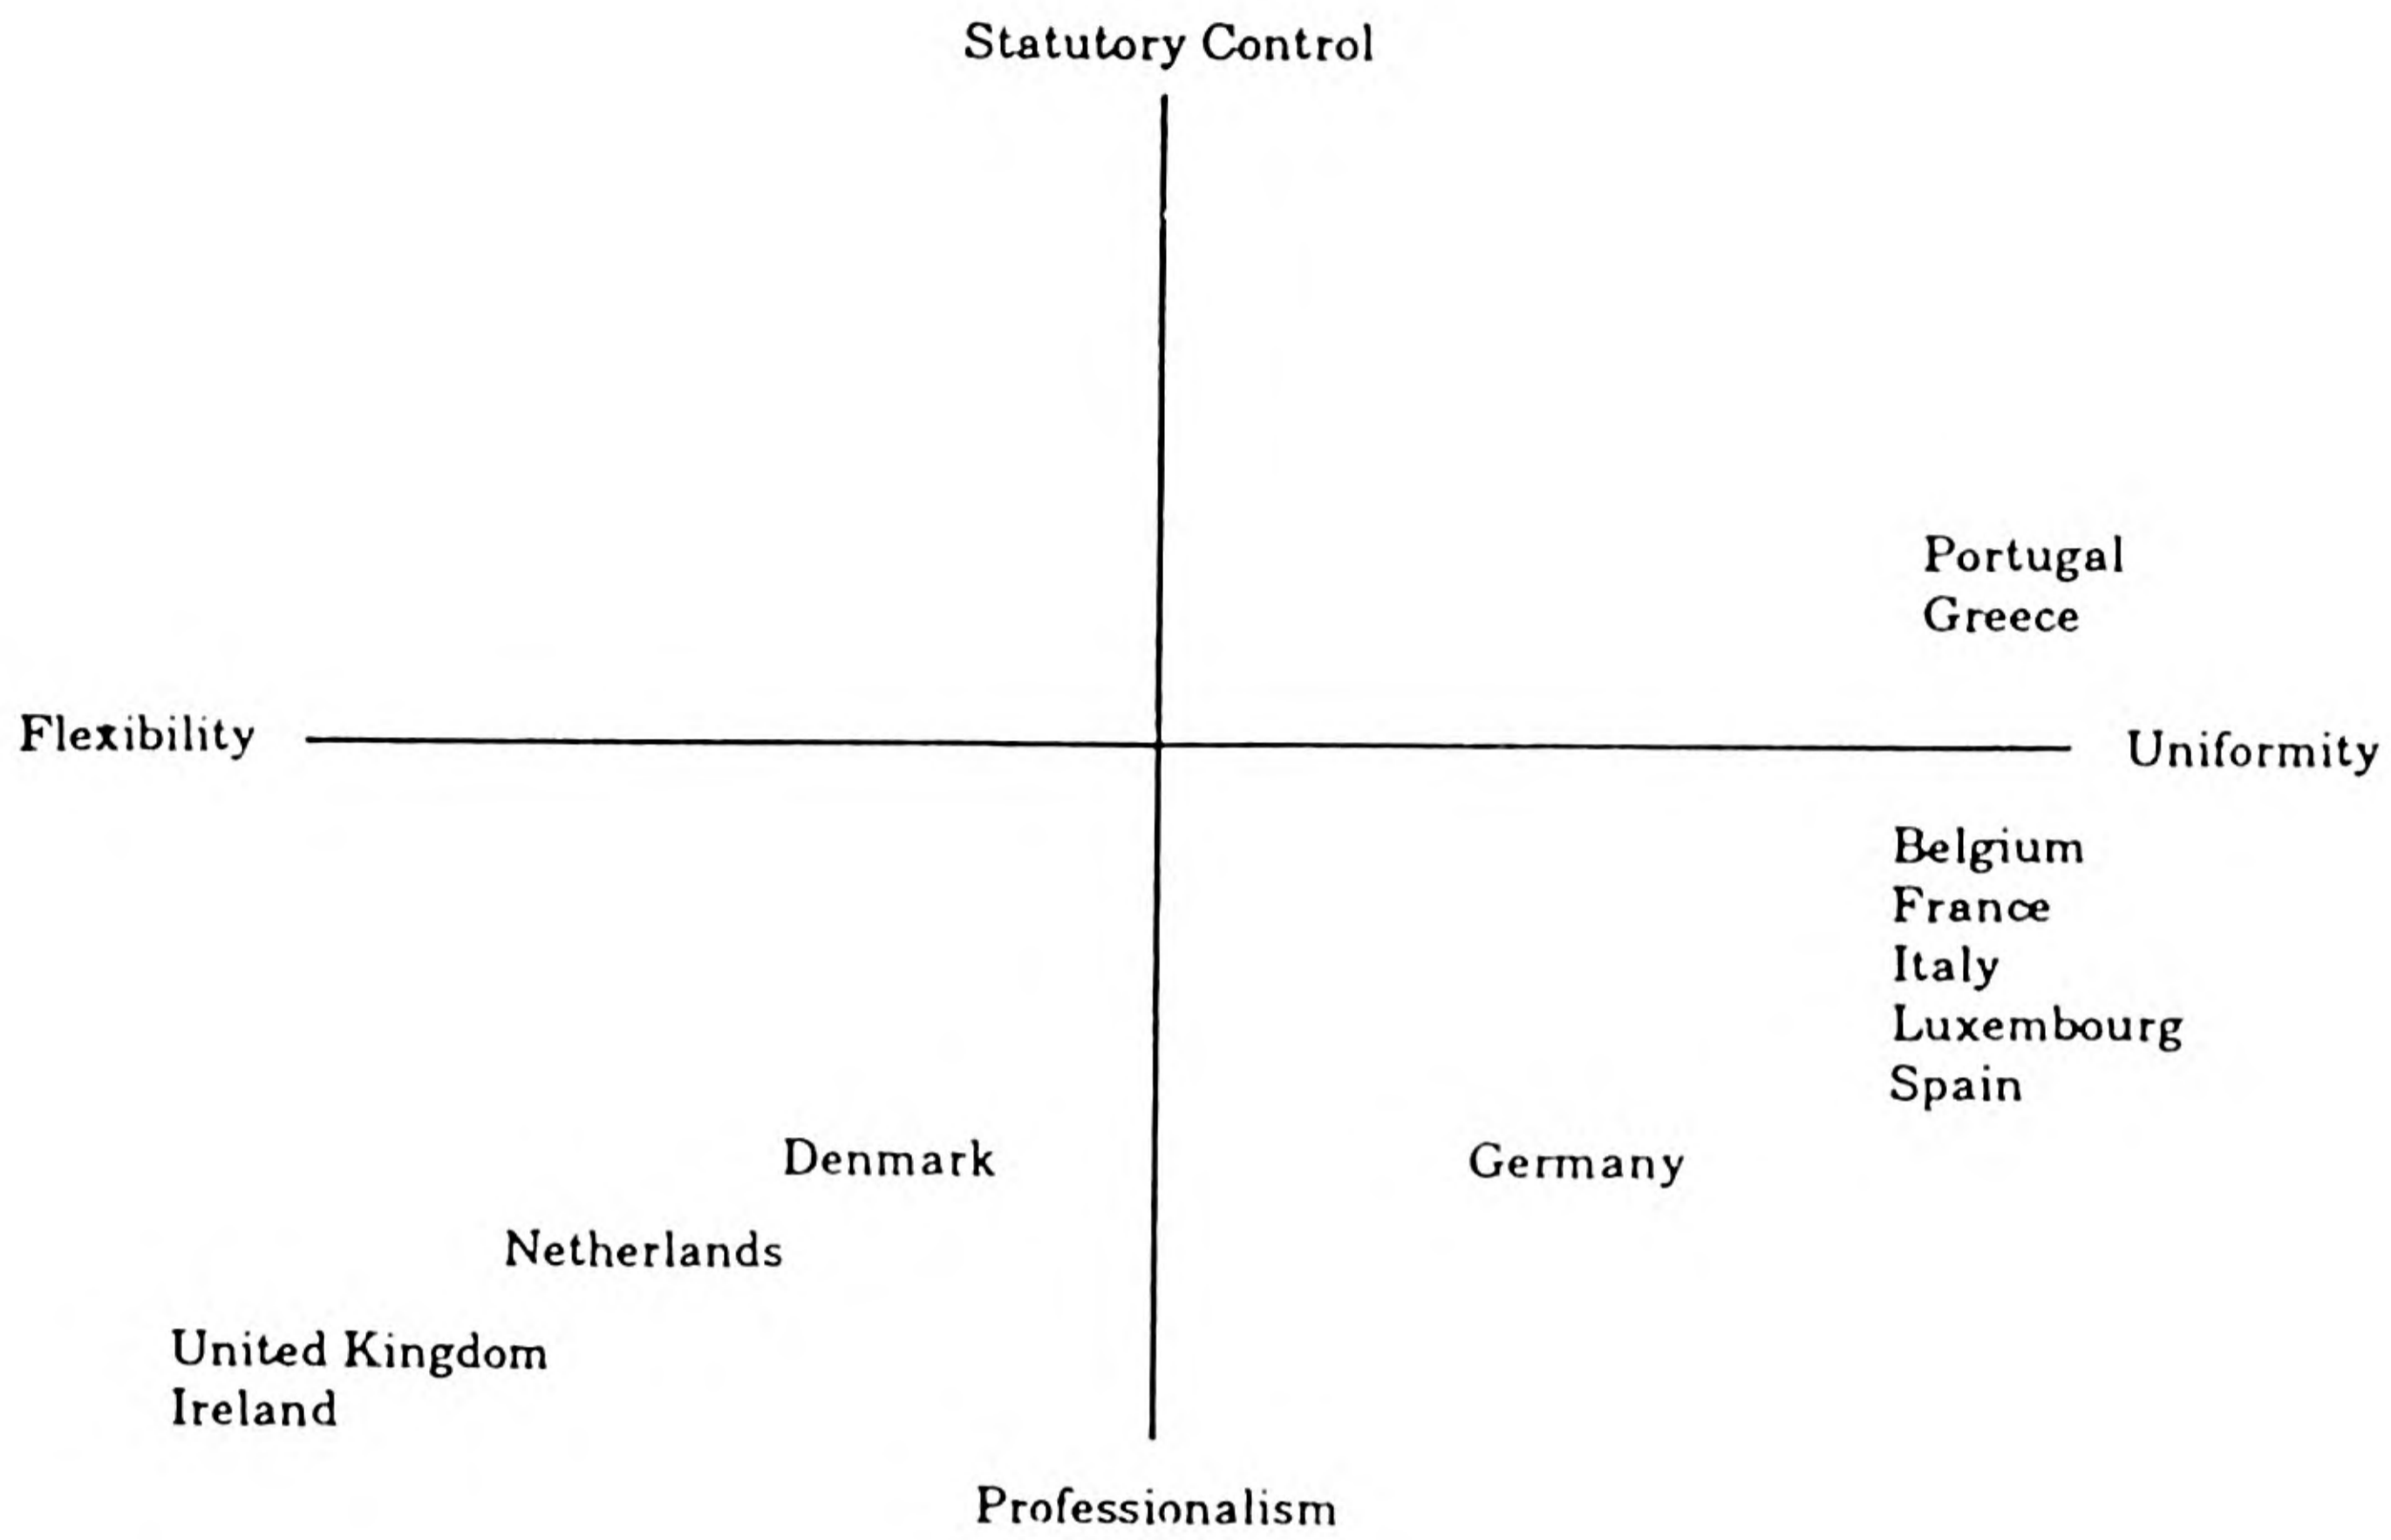 Statutory Control
Portugal
Greece
Flexibility
Uniformity
Belgium
France
Italy
Luxembourg
Spain
Denmark
Germany
Netherlands
United Kingdom
Ireland
Professionalism